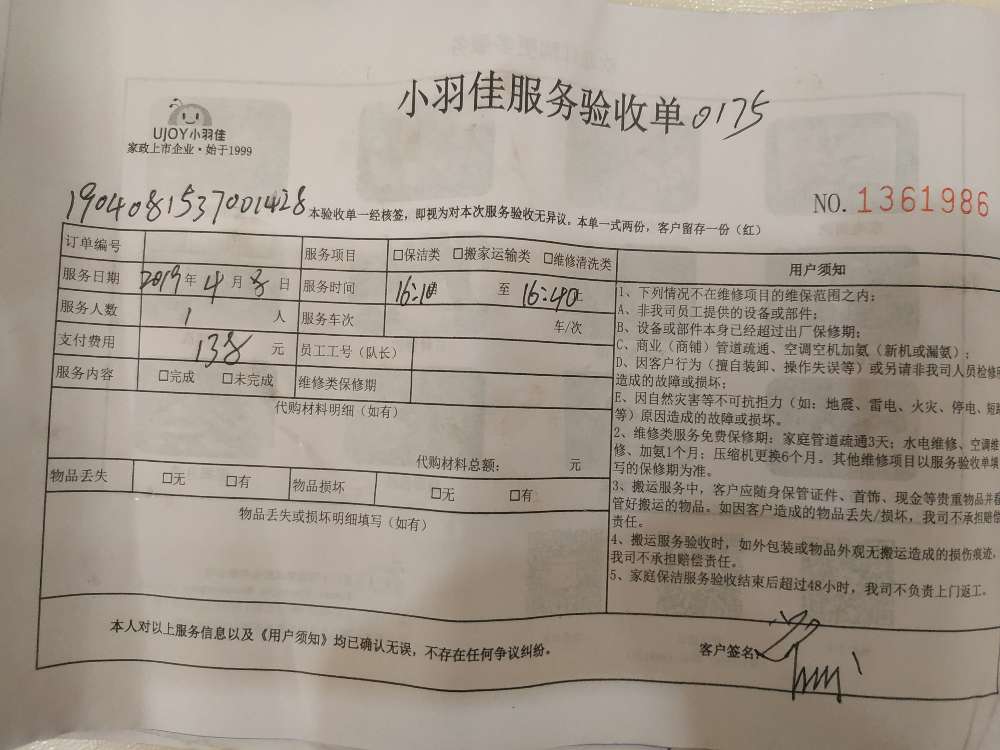 小羽佳服务验收单0175
UJOY小羽佳
家政上市企业·始于1999
1904081537001428
本验收单一经核签，即视为对本次服务验收无异议。本单一式两份，客户留存一份（红）
NO. 1361986
订单编号 服务项目 □保洁类 □搬家运输类 □维修清洗类
服务日期 2019年4月8日 服务时间 16:10 至 16:40止
服务人数 1 人 服务车次 车/次
支付费用 138 元 员工工号（队长）
服务内容 □完成 □未完成 维修类保修期
代购材料明细（如有）
代购材料总额： 元
物品丢失 □无 □有 物品损坏 □无 □有
物品丢失或损坏明细填写（如有）
用户须知
1、下列情况不在维修项目的维保范围之内：
A、非我司员工提供的设备或部件；
B、设备或部件本身已经超过出厂保修期；
C、商业（商铺）管道疏通、空调空机加氨（新机或漏氨）；
D、因客户行为（擅自装卸、操作失误等）或另请非我司人员检修
造成的故障或损坏；
E、因自然灾害等不可抗拒力（如：地震、雷电、火灾、停电、短
等）原因造成的故障或损坏。
2、维修类服务免费保修期：家庭管道疏通3天；水电维修、空调维
修、加氨1个月；压缩机更换6个月。其他维修项目以服务验收单填
写的保修期为准。
3、搬运服务中，客户应随身保管证件、首饰、现金等贵重物品并看
管好搬运的物品。如因客户造成的物品丢失/损坏，我司不承担赔偿
责任。
4、搬运服务验收时，如外包装或物品外观无搬运造成的损伤痕迹，
我司不承担赔偿责任。
5、家庭保洁服务验收结束后超过48小时，我司不负责上门返工。
本人对以上服务信息以及《用户须知》均已确认无误，不存在任何争议纠纷。
客户签名：